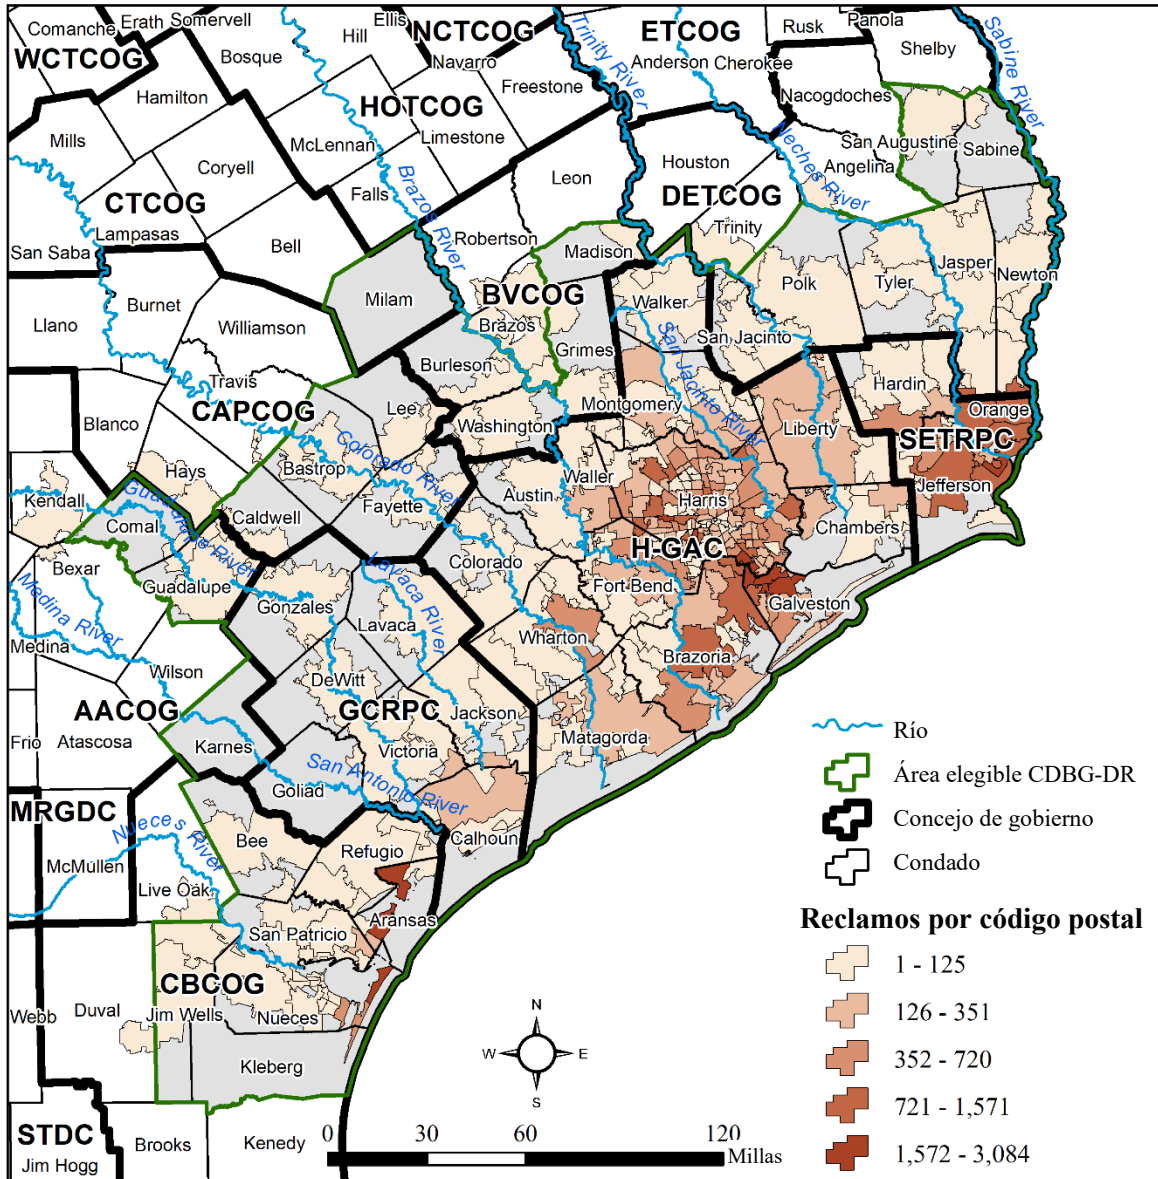 Comanche
Erath
Somervell
Ellis
Hill
NCTCOG
Navarro
Trinity River
ETCOG
Anderson
Cherokee
Rusk
Panola
Shelby
Sabine River
WCTCOG
Bosque
Hamilton
HOTCOG
Freestone
Nacogdoches
Mills
McLennan
Limestone
Neches River
San Augustine
Sabine
Coryell
Falls
Brazos River
Leon
Houston
Angelina
CTCOG
Lampasas
DETCOG
Trinity
San Saba
Bell
Robertson
Madison
Burnet
Milam
BVCOG
Walker
Polk
Tyler
Jasper
Newton
Llano
Williamson
Brazos
Grimes
San Jacinto
San Jacinto River
Burleson
Travis
CAPCOG
Lee
Hardin
Blanco
Washington
Montgomery
Liberty
Orange
SETRPC
Colorado River
Bastrop
Hays
Waller
Jefferson
Kendall
Guadalupe River
Austin
Harris
Comal
Caldwell
Fayette
Chambers
Bexar
Lavaca River
Colorado
H-GAC
Medina River
Guadalupe
Gonzales
Fort Bend
Galveston
Lavaca
Wharton
Medina
Brazoria
Wilson
DeWitt
AACOG
GCRPC
Jackson
Frio
Atascosa
Karnes
Victoria
Matagorda
San Antonio River
Goliad
MRGDC
Nueces River
Bee
Refugio
Calhoun
McMullen
Live Oak
Aransas
San Patricio
CBCOG
Webb
Duval
Jim Wells
Nueces
Kleberg
STDC
Jim Hogg
Brooks
Kenedy
Río
Área elegible CDBG-DR
Concejo de gobierno
Condado
Reclamos por código postal
1 - 125
126 - 351
352 - 720
721 - 1,571
1,572 - 3,084
N
W
E
S
0 30 60 120
Millas